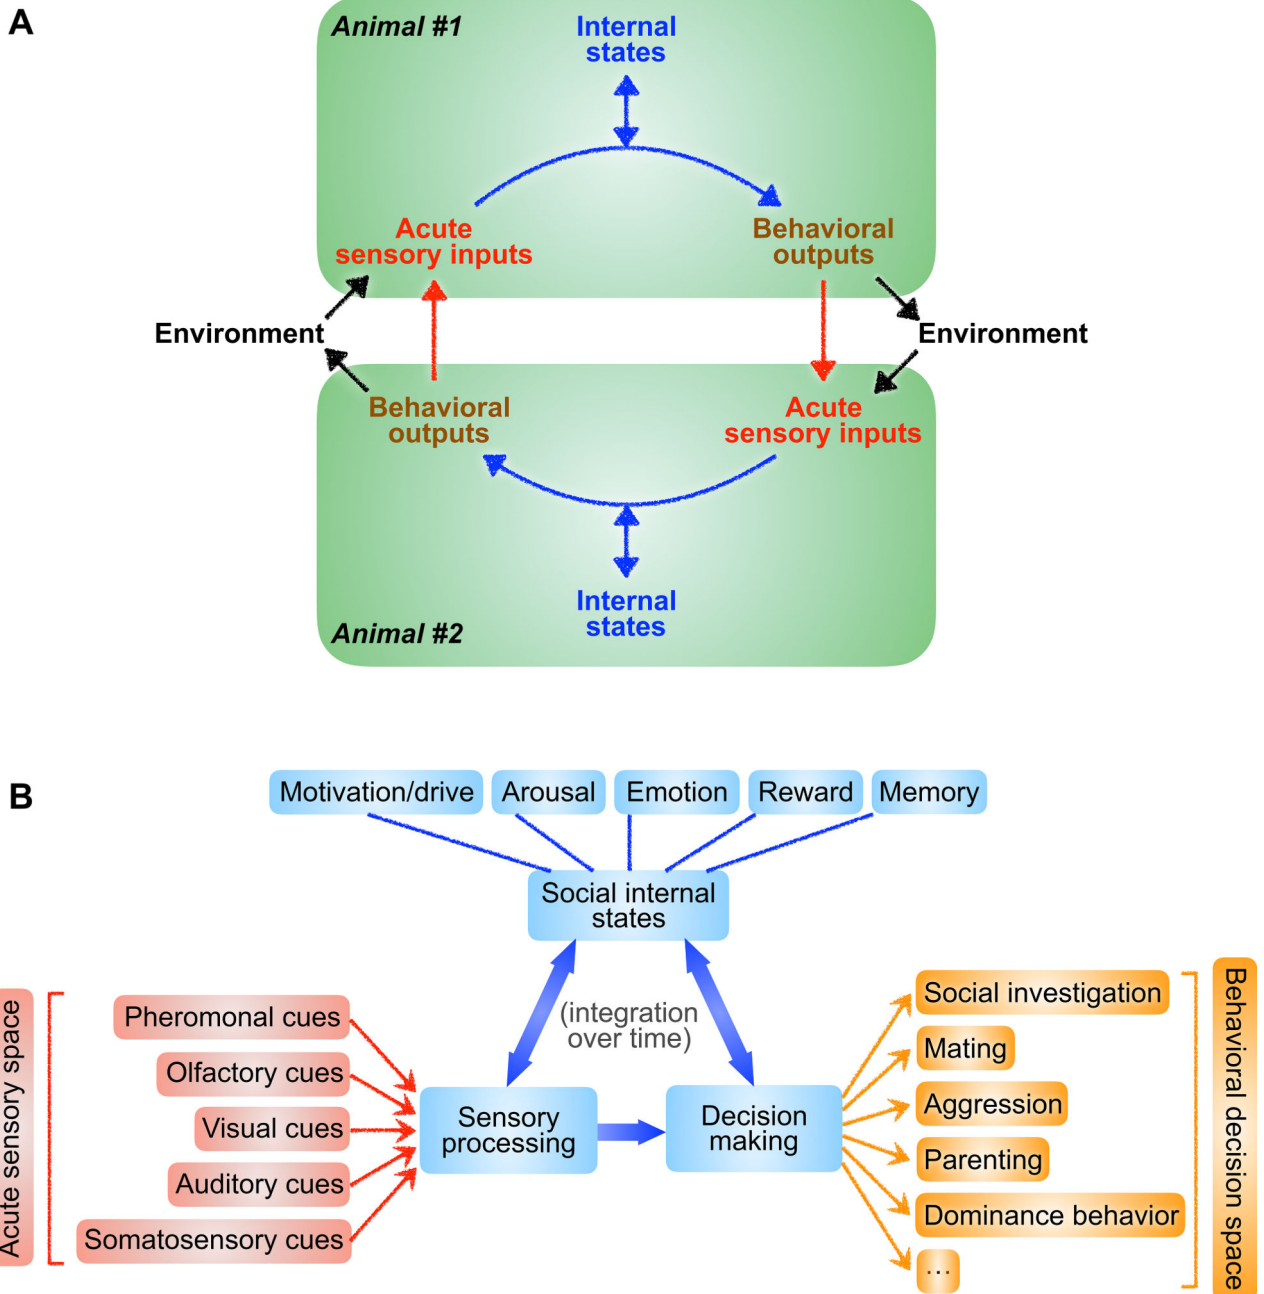 A
Animal #1
Internal
states
Acute
sensory inputs
Behavioral
outputs
Environment
Environment
Behavioral
outputs
Acute
sensory inputs
Internal
states
Animal #2
B
Motivation/drive
Arousal
Emotion
Reward
Memory
Social internal
states
(integration
over time)
Acute sensory space
Pheromonal cues
Olfactory cues
Visual cues
Auditory cues
Somatosensory cues
Sensory
processing
Decision
making
Social investigation
Mating
Aggression
Parenting
Dominance behavior
...
Behavioral decision space